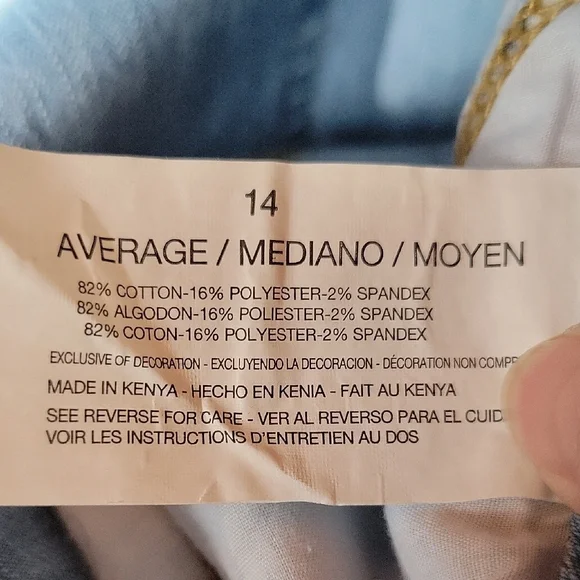 14
AVERAGE / MEDIANO / MOYEN
82% COTTON-16% POLYESTER-2% SPANDEX
82% ALGODON-16% POLIESTER-2% SPANDEX
82% COTON-16% POLYESTER-2% SPANDEX
EXCLUSIVE OF DECORATION - EXCLUYENDO LA DECORACION - DÉCORATION NON
MADE IN KENYA - HECHO EN KENIA - FAIT AU KENYA
SEE REVERSE FOR CARE - VER AL REVERSO PARA EL
VOIR LES INSTRUCTIONS D'ENTRETIEN AU DOS